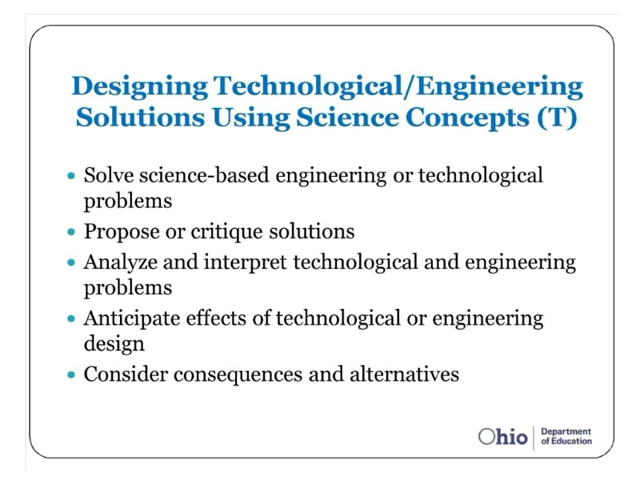 Designing Technological/Engineering
Solutions Using Science Concepts (T)
• Solve science-based engineering or technological
problems
• Propose or critique solutions
• Analyze and interpret technological and engineering
problems
• Anticipate effects of technological or engineering
design
• Consider consequences and alternatives
Ohio
Department
of Education